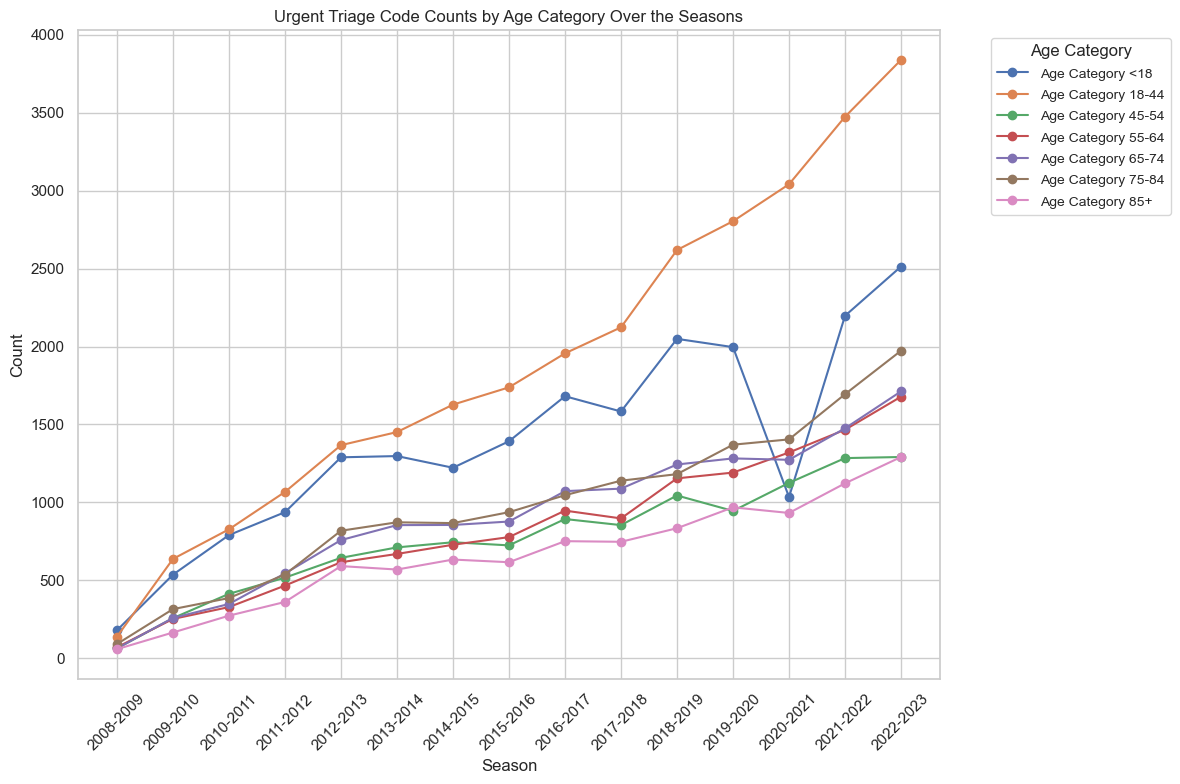 Urgent Triage Code Counts by Age Category Over the Seasons
4000
3500
3000
2500
2000
1500
1000
500
0
Count
2008-2009
2009-2010
2010-2011
2011-2012
2012-2013
2013-2014
2014-2015
2015-2016
2016-2017
2017-2018
2018-2019
2019-2020
2020-2021
2021-2022
2022-2023
Season
Age Category
Age Category <18
Age Category 18-44
Age Category 45-54
Age Category 55-64
Age Category 65-74
Age Category 75-84
Age Category 85+